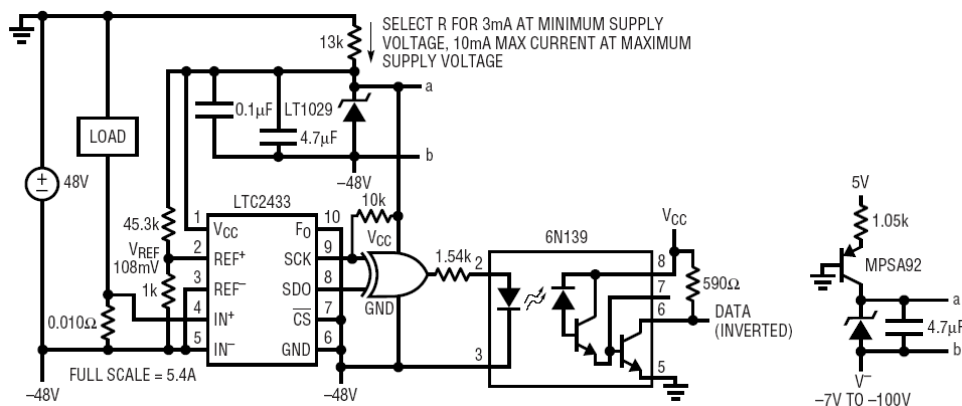 SELECT R FOR 3mA AT MINIMUM SUPPLY
VOLTAGE, 10mA MAX CURRENT AT MAXIMUM
SUPPLY VOLTAGE
13k
a
0.1µF
LT1029
4.7µF
LOAD
b
–48V
48V
LTC2433
10k
5V
45.3k
1
VCC
FO
10
VCC
6N139
VCC
1.05k
VREF
108mV
2
REF+
SCK
9
1.54k
2
8
MPSA92
1k
3
REF–
SDO
8
7
590Ω
GND
6
DATA
(INVERTED)
a
0.010Ω
4
IN+
CS
7
4.7µF
5
IN–
GND
6
3
5
b
FULL SCALE = 5.4A
–48V
–48V
V–
–7V TO –100V